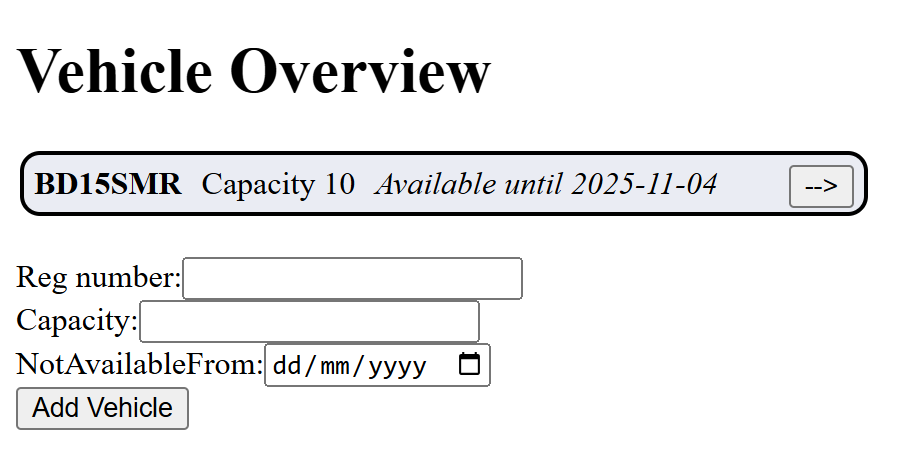 Vehicle Overview
BD15SMR Capacity 10 Available until 2025-11-04 -->
Reg number:
Capacity:
NotAvailableFrom: dd/mm/yyyy
Add Vehicle